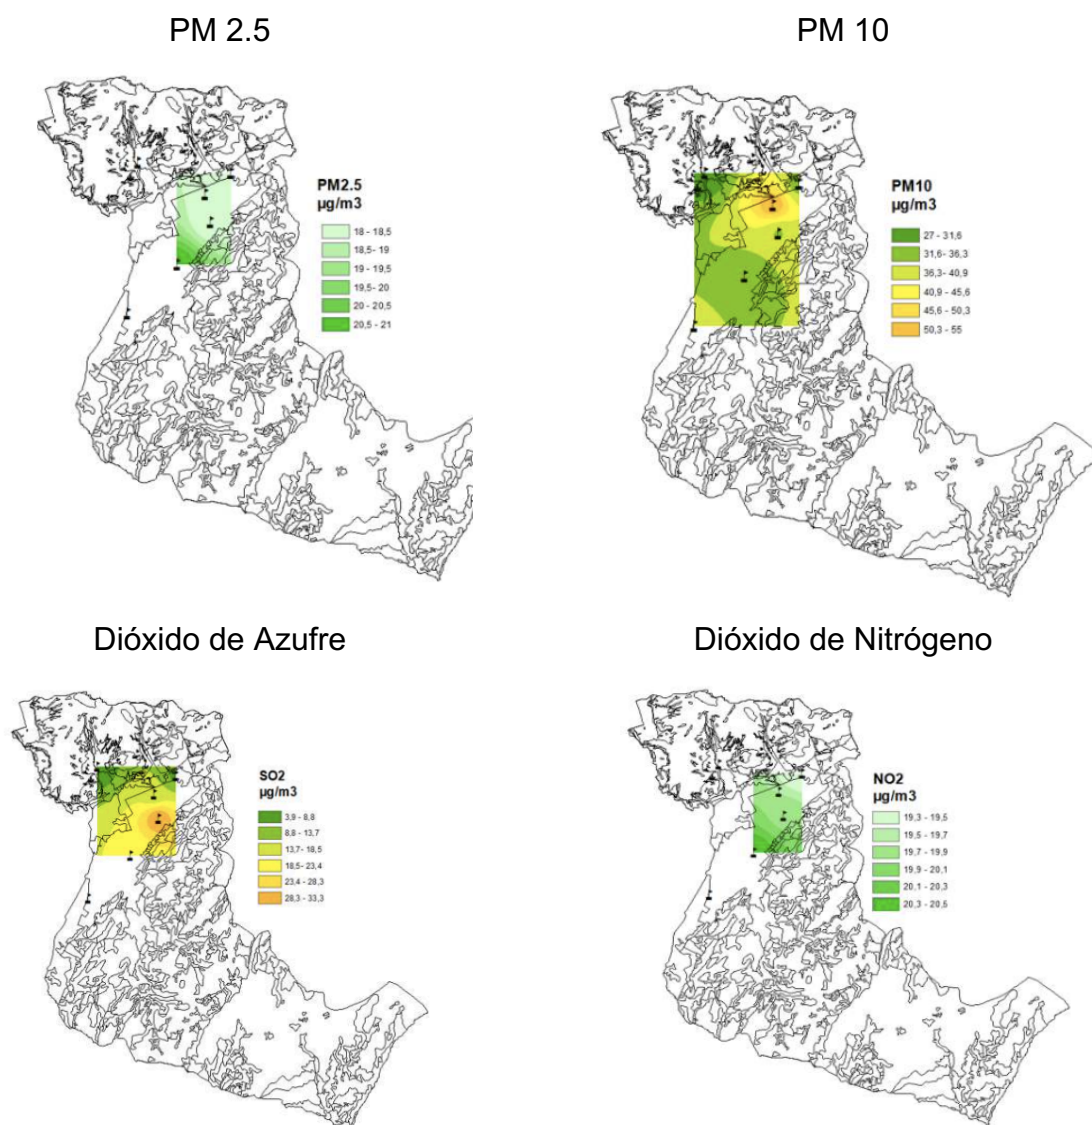 PM 2.5
PM 10
PM2.5
µg/m3
18 - 18,5
18,5- 19
19 - 19,5
19,5- 20
20 - 20,5
20,5 - 21
PM10
µg/m3
27 - 31,6
31,6- 36,3
36,3- 40,9
40,9 - 45,6
45,6 - 50,3
50,3 - 55
Dióxido de Azufre
Dióxido de Nitrógeno
SO2
µg/m3
3,9 - 8,8
8,8 - 13,7
13,7- 18,5
18,5- 23,4
23,4 - 28,3
28,3 - 33,3
NO2
µg/m3
19,3 - 19,5
19,5 - 19,7
19,7 - 19,9
19,9 - 20,1
20,1 - 20,3
20,3 - 20,5